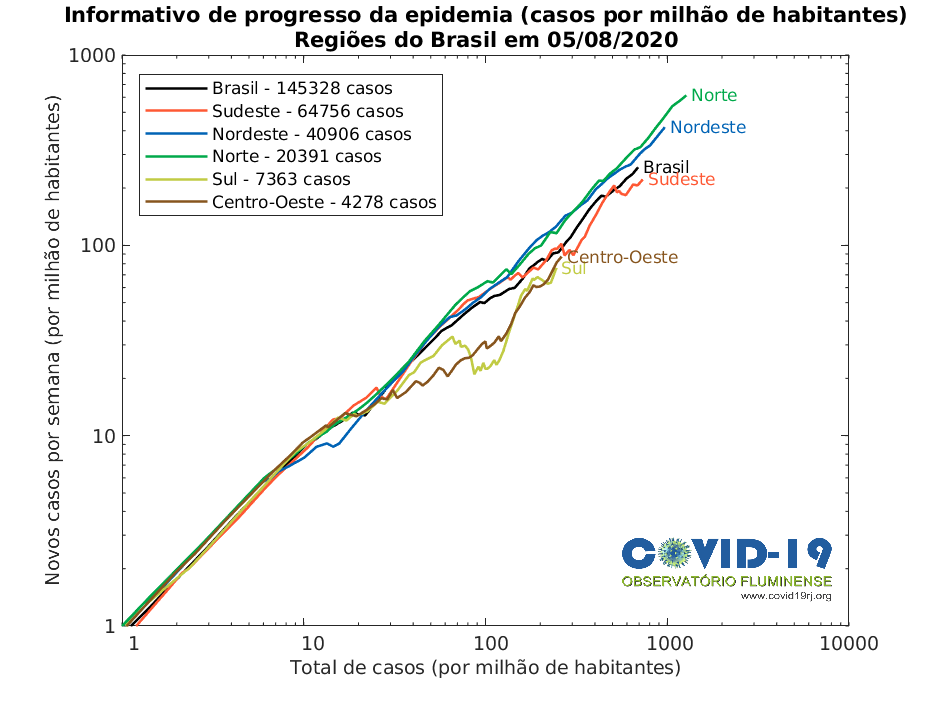 Informativo de progresso da epidemia (casos por milhão de habitantes)
Regiões do Brasil em 05/08/2020
1000
100
10
1
Novos casos por semana (por milhão de habitantes)
Brasil - 145328 casos
Sudeste - 64756 casos
Nordeste - 40906 casos
Norte - 20391 casos
Sul - 7363 casos
Centro-Oeste - 4278 casos
Norte
Nordeste
Brasil
Sudeste
Centro-Oeste
Sul
COVID-19
OBSERVATÓRIO FLUMINENSE
www.covid19rj.org
1
10
100
1000
10000
Total de casos (por milhão de habitantes)